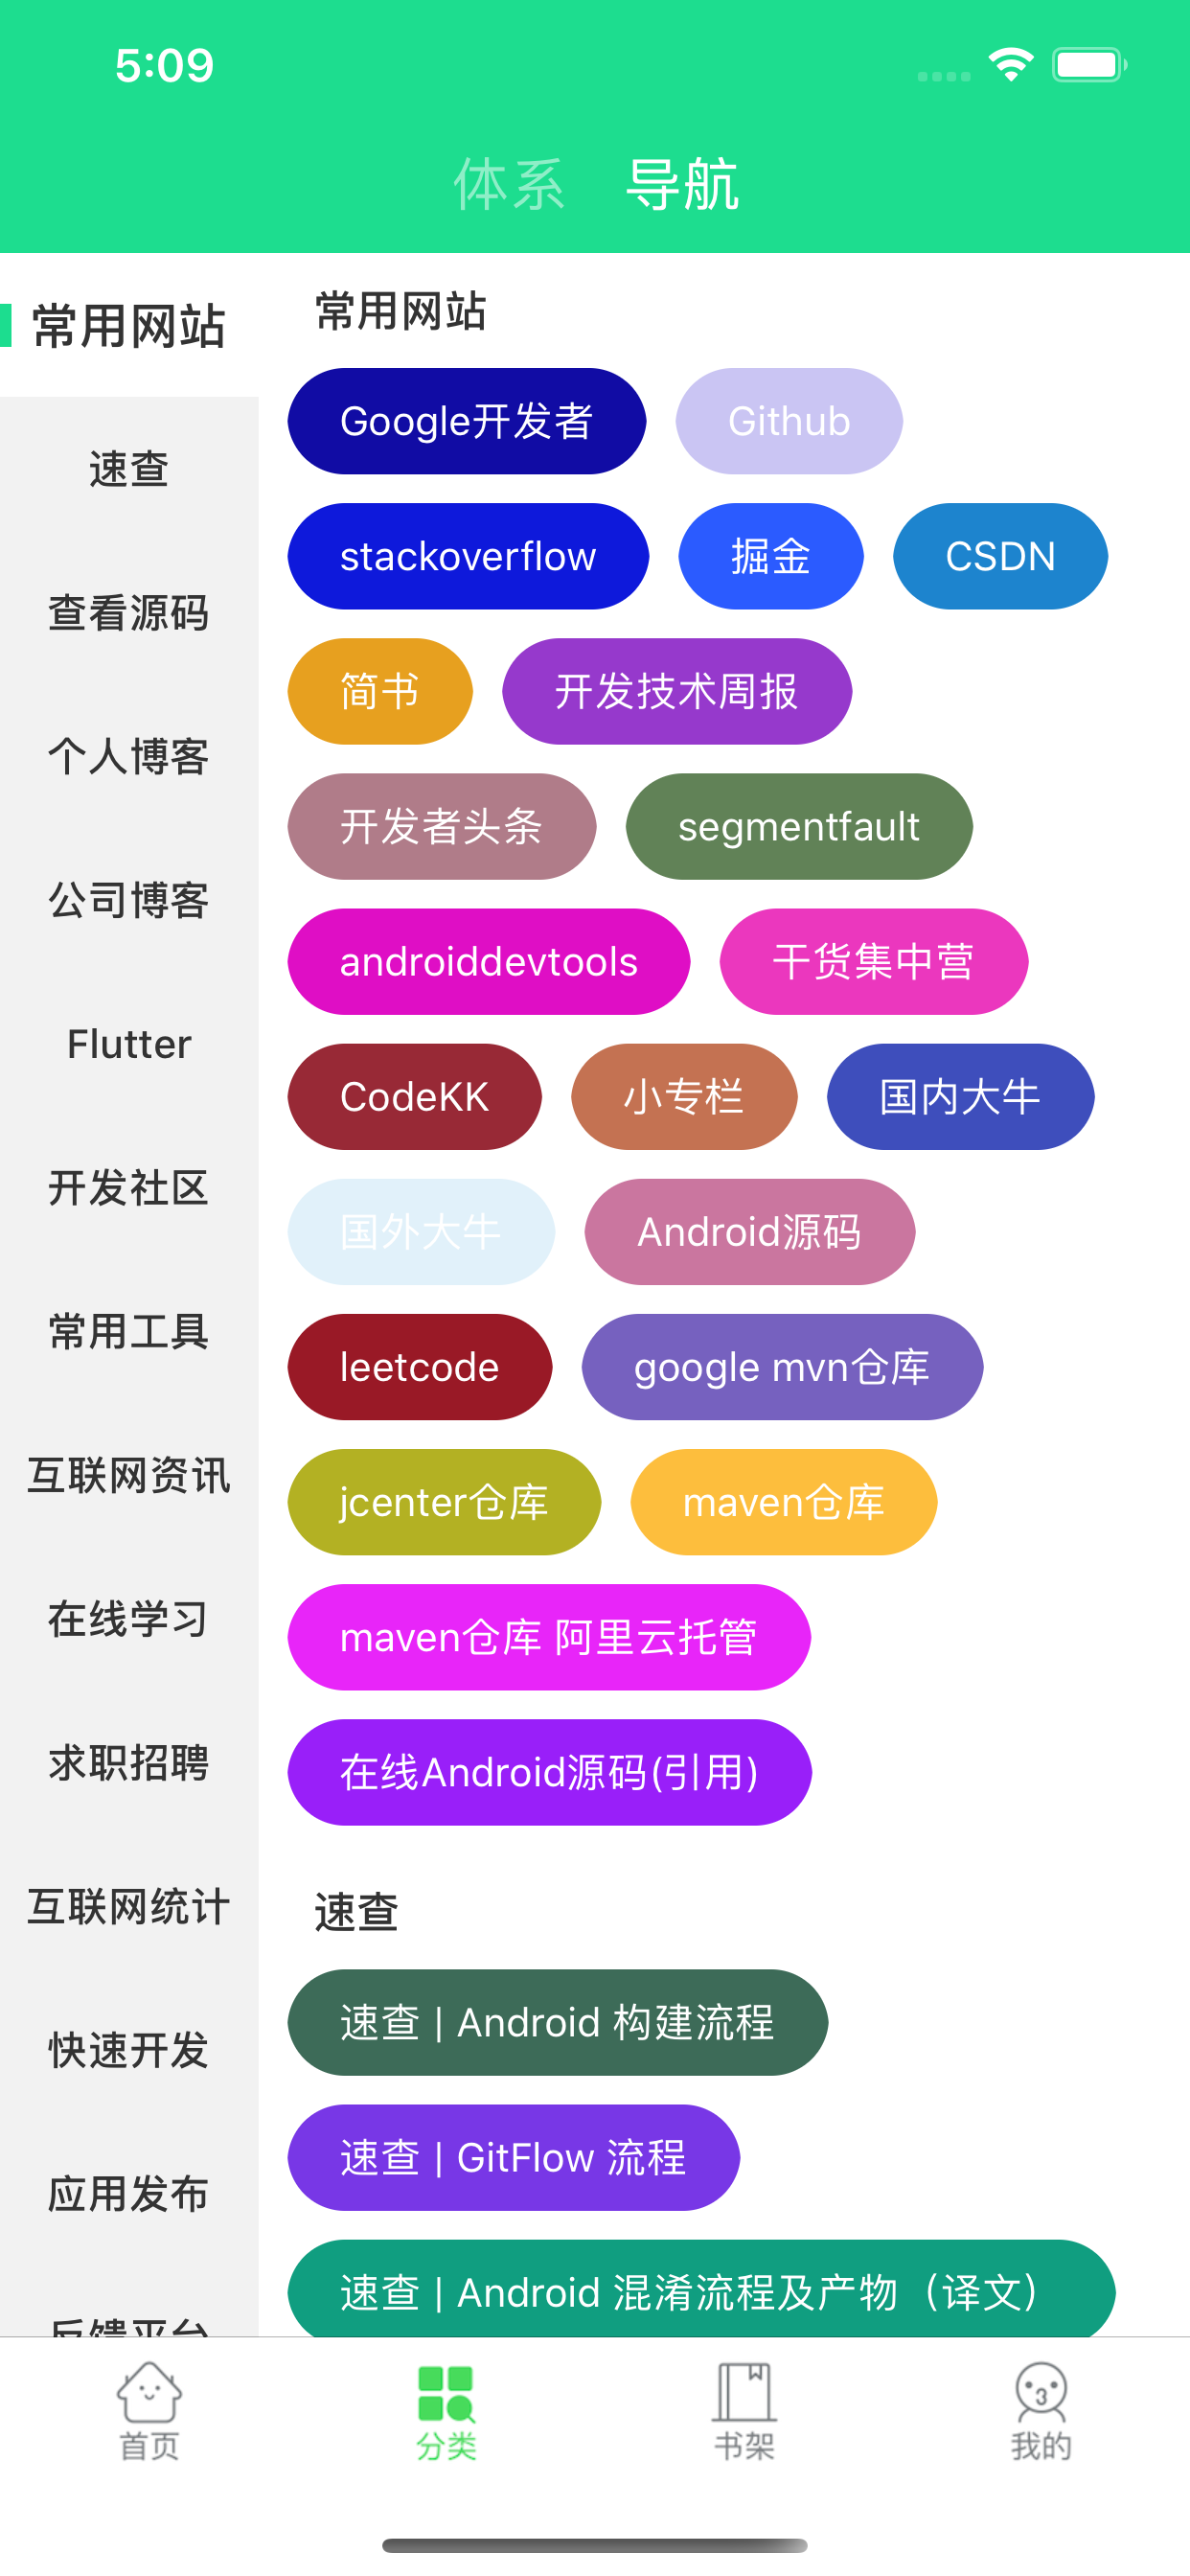 5:09
体系 导航
常用网站
速查
查看源码
个人博客
公司博客
Flutter
开发社区
常用工具
互联网资讯
在线学习
求职招聘
互联网统计
快速开发
应用发布
反馈平台
常用网站
Google开发者 Github
stackoverflow 掘金 CSDN
简书 开发技术周报
开发者头条 segmentfault
androiddevtools 干货集中营
CodeKK 小专栏 国内大牛
国外大牛 Android源码
leetcode google mvn仓库
jcenter仓库 maven仓库
maven仓库 阿里云托管
在线Android源码(引用)
速查
速查 | Android 构建流程
速查 | GitFlow 流程
速查 | Android 混淆流程及产物（译文）
首页 分类 书架 我的